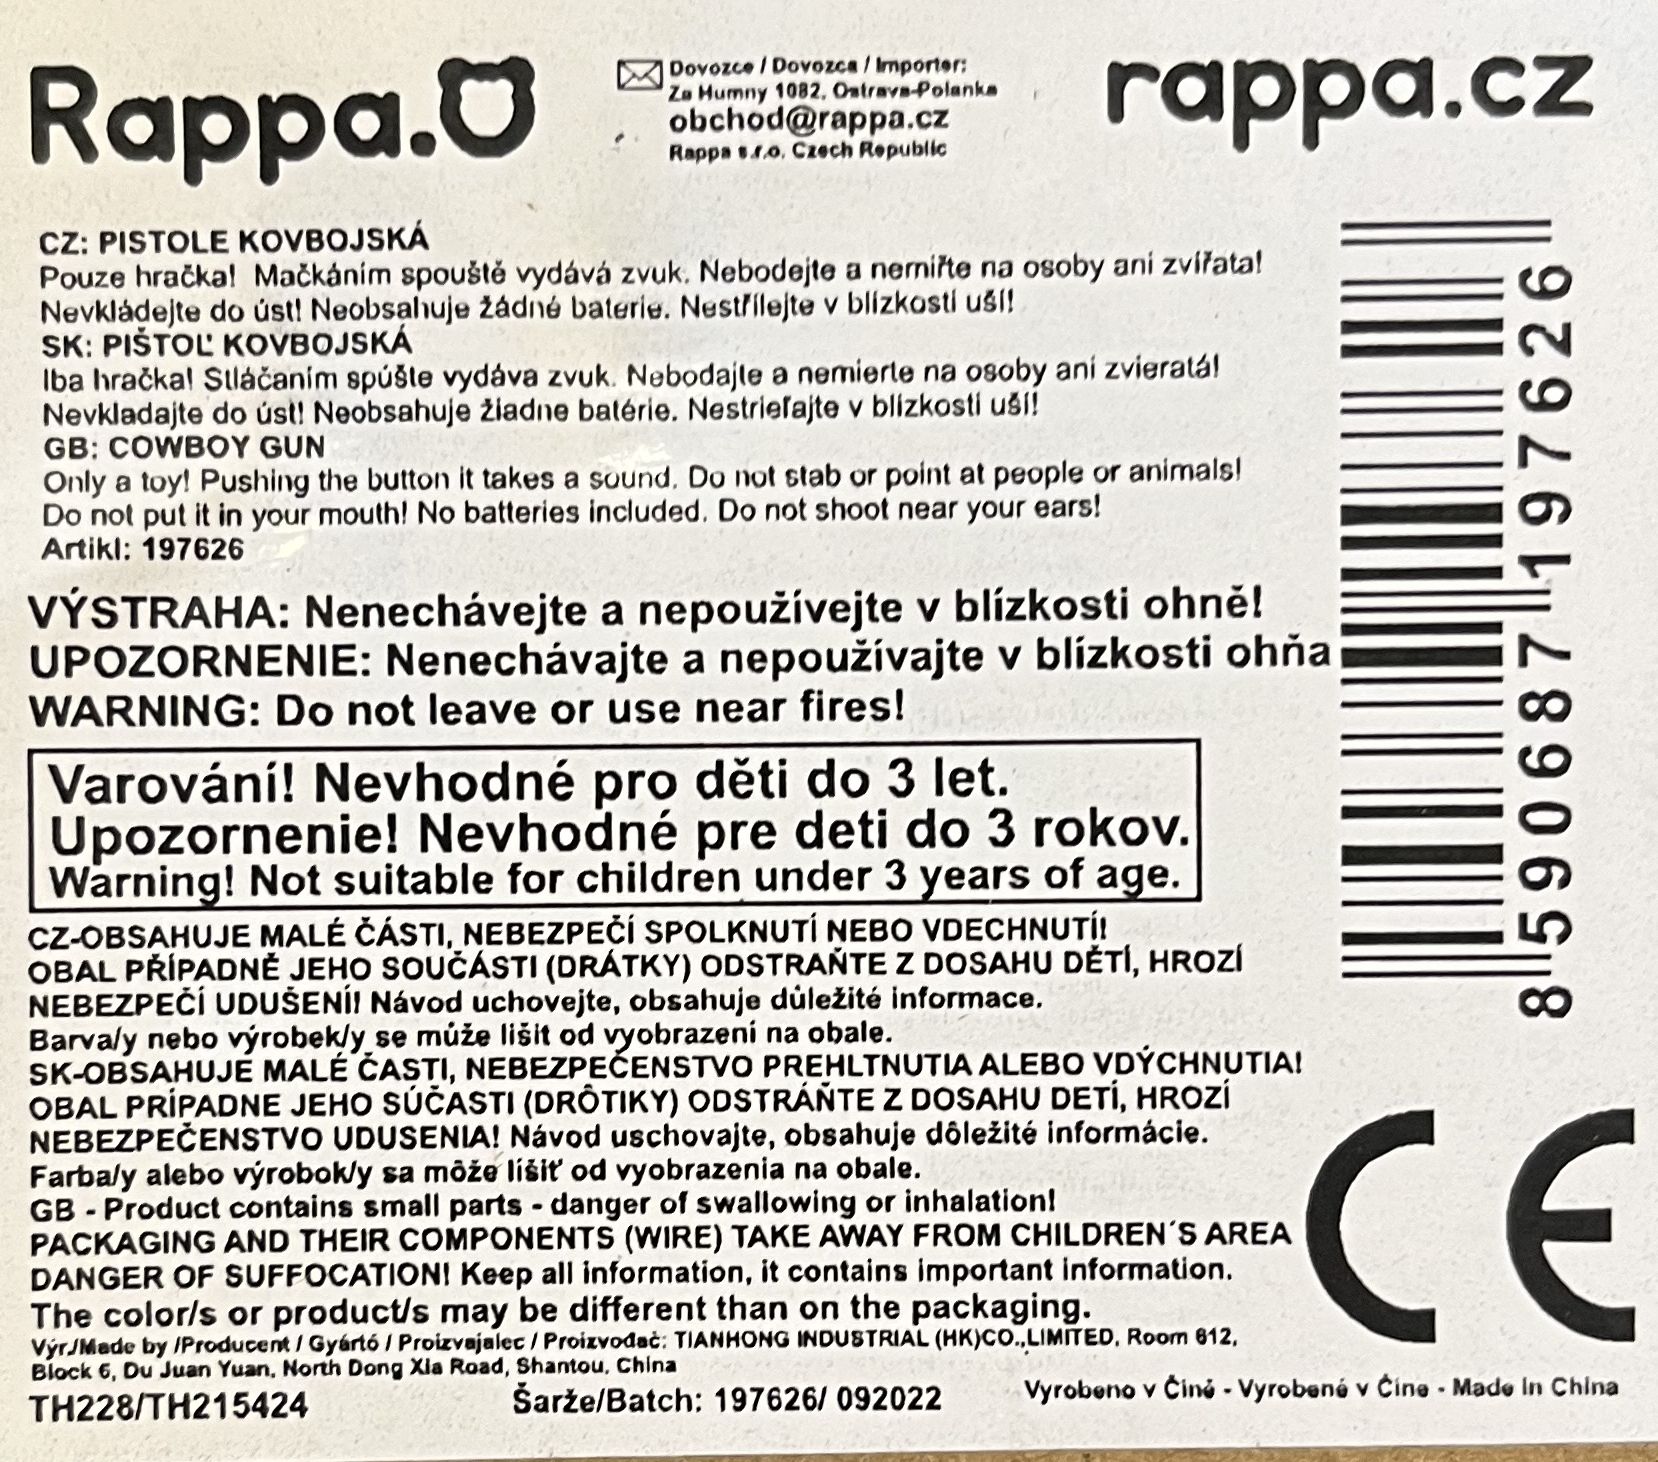 Rappa.
Dovozce / Dovozca / Importer:
Za Humny 1082, Ostrava-Polanka
obchod@rappa.cz
Rappa s.r.o. Czech Republic
rappa.cz
CZ: PISTOLE KOVBOJSKÁ
Pouze hračka! Mačkáním spouště vydává zvuk. Nebodejte a nemiřte na osoby ani zvířata!
Nevkládejte do úst! Neobsahuje žádné baterie. Nestřílejte v blízkosti uší!
SK: PIŠTOĽ KOVBOJSKÁ
Iba hračka! Stláčaním spúšte vydáva zvuk. Nebodajte a nemierte na osoby ani zvieratá!
Nevkladajte do úst! Neobsahuje žiadne batérie. Nestrieľajte v blízkosti uší!
GB: COWBOY GUN
Only a toy! Pushing the button it takes a sound. Do not stab or point at people or animals!
Do not put it in your mouth! No batteries included. Do not shoot near your ears!
Artikl: 197626
VÝSTRAHA: Nenechávejte a nepoužívejte v blízkosti ohně!
UPOZORNENIE: Nenechávajte a nepoužívajte v blízkosti ohňa
WARNING: Do not leave or use near fires!
Varování! Nevhodné pro děti do 3 let.
Upozornenie! Nevhodné pre deti do 3 rokov.
Warning! Not suitable for children under 3 years of age.
8590687197626
CZ-OBSAHUJE MALÉ ČÁSTI, NEBEZPEČÍ SPOLKNUTÍ NEBO VDECHNUTÍ!
OBAL PŘÍPADNĚ JEHO SOUČÁSTI (DRÁTKY) ODSTRAŇTE Z DOSAHU DĚTÍ, HROZÍ
NEBEZPEČÍ UDUŠENÍ! Návod uchovejte, obsahuje důležité informace.
Barva/y nebo výrobek/y se může lišit od vyobrazení na obale.
SK-OBSAHUJE MALÉ ČASTI, NEBEZPEČENSTVO PREHLTNUTIA ALEBO VDÝCHNUTIA!
OBAL PRÍPADNE JEHO SÚČASTI (DRÔTIKY) ODSTRÁŇTE Z DOSAHU DETÍ, HROZÍ
NEBEZPEČENSTVO UDUSENIA! Návod uschovajte, obsahuje dôležité informácie.
Farba/y alebo výrobok/y sa môže líšiť od vyobrazenia na obale.
GB - Product contains small parts - danger of swallowing or inhalation!
PACKAGING AND THEIR COMPONENTS (WIRE) TAKE AWAY FROM CHILDREN´S AREA
DANGER OF SUFFOCATION! Keep all information, it contains important information.
The color/s or product/s may be different than on the packaging.
Výr./Made by /Producent / Gyártó / Proizvajalec / Proizvođač: TIANHONG INDUSTRIAL (HK)CO.,LIMITED, Room 612,
Block 6, Du Juan Yuan, North Dong Xia Road, Shantou, China
TH228/TH215424
Šarže/Batch: 197626/ 092022
Vyrobeno v Číně - Vyrobené v Číne - Made in China
CE